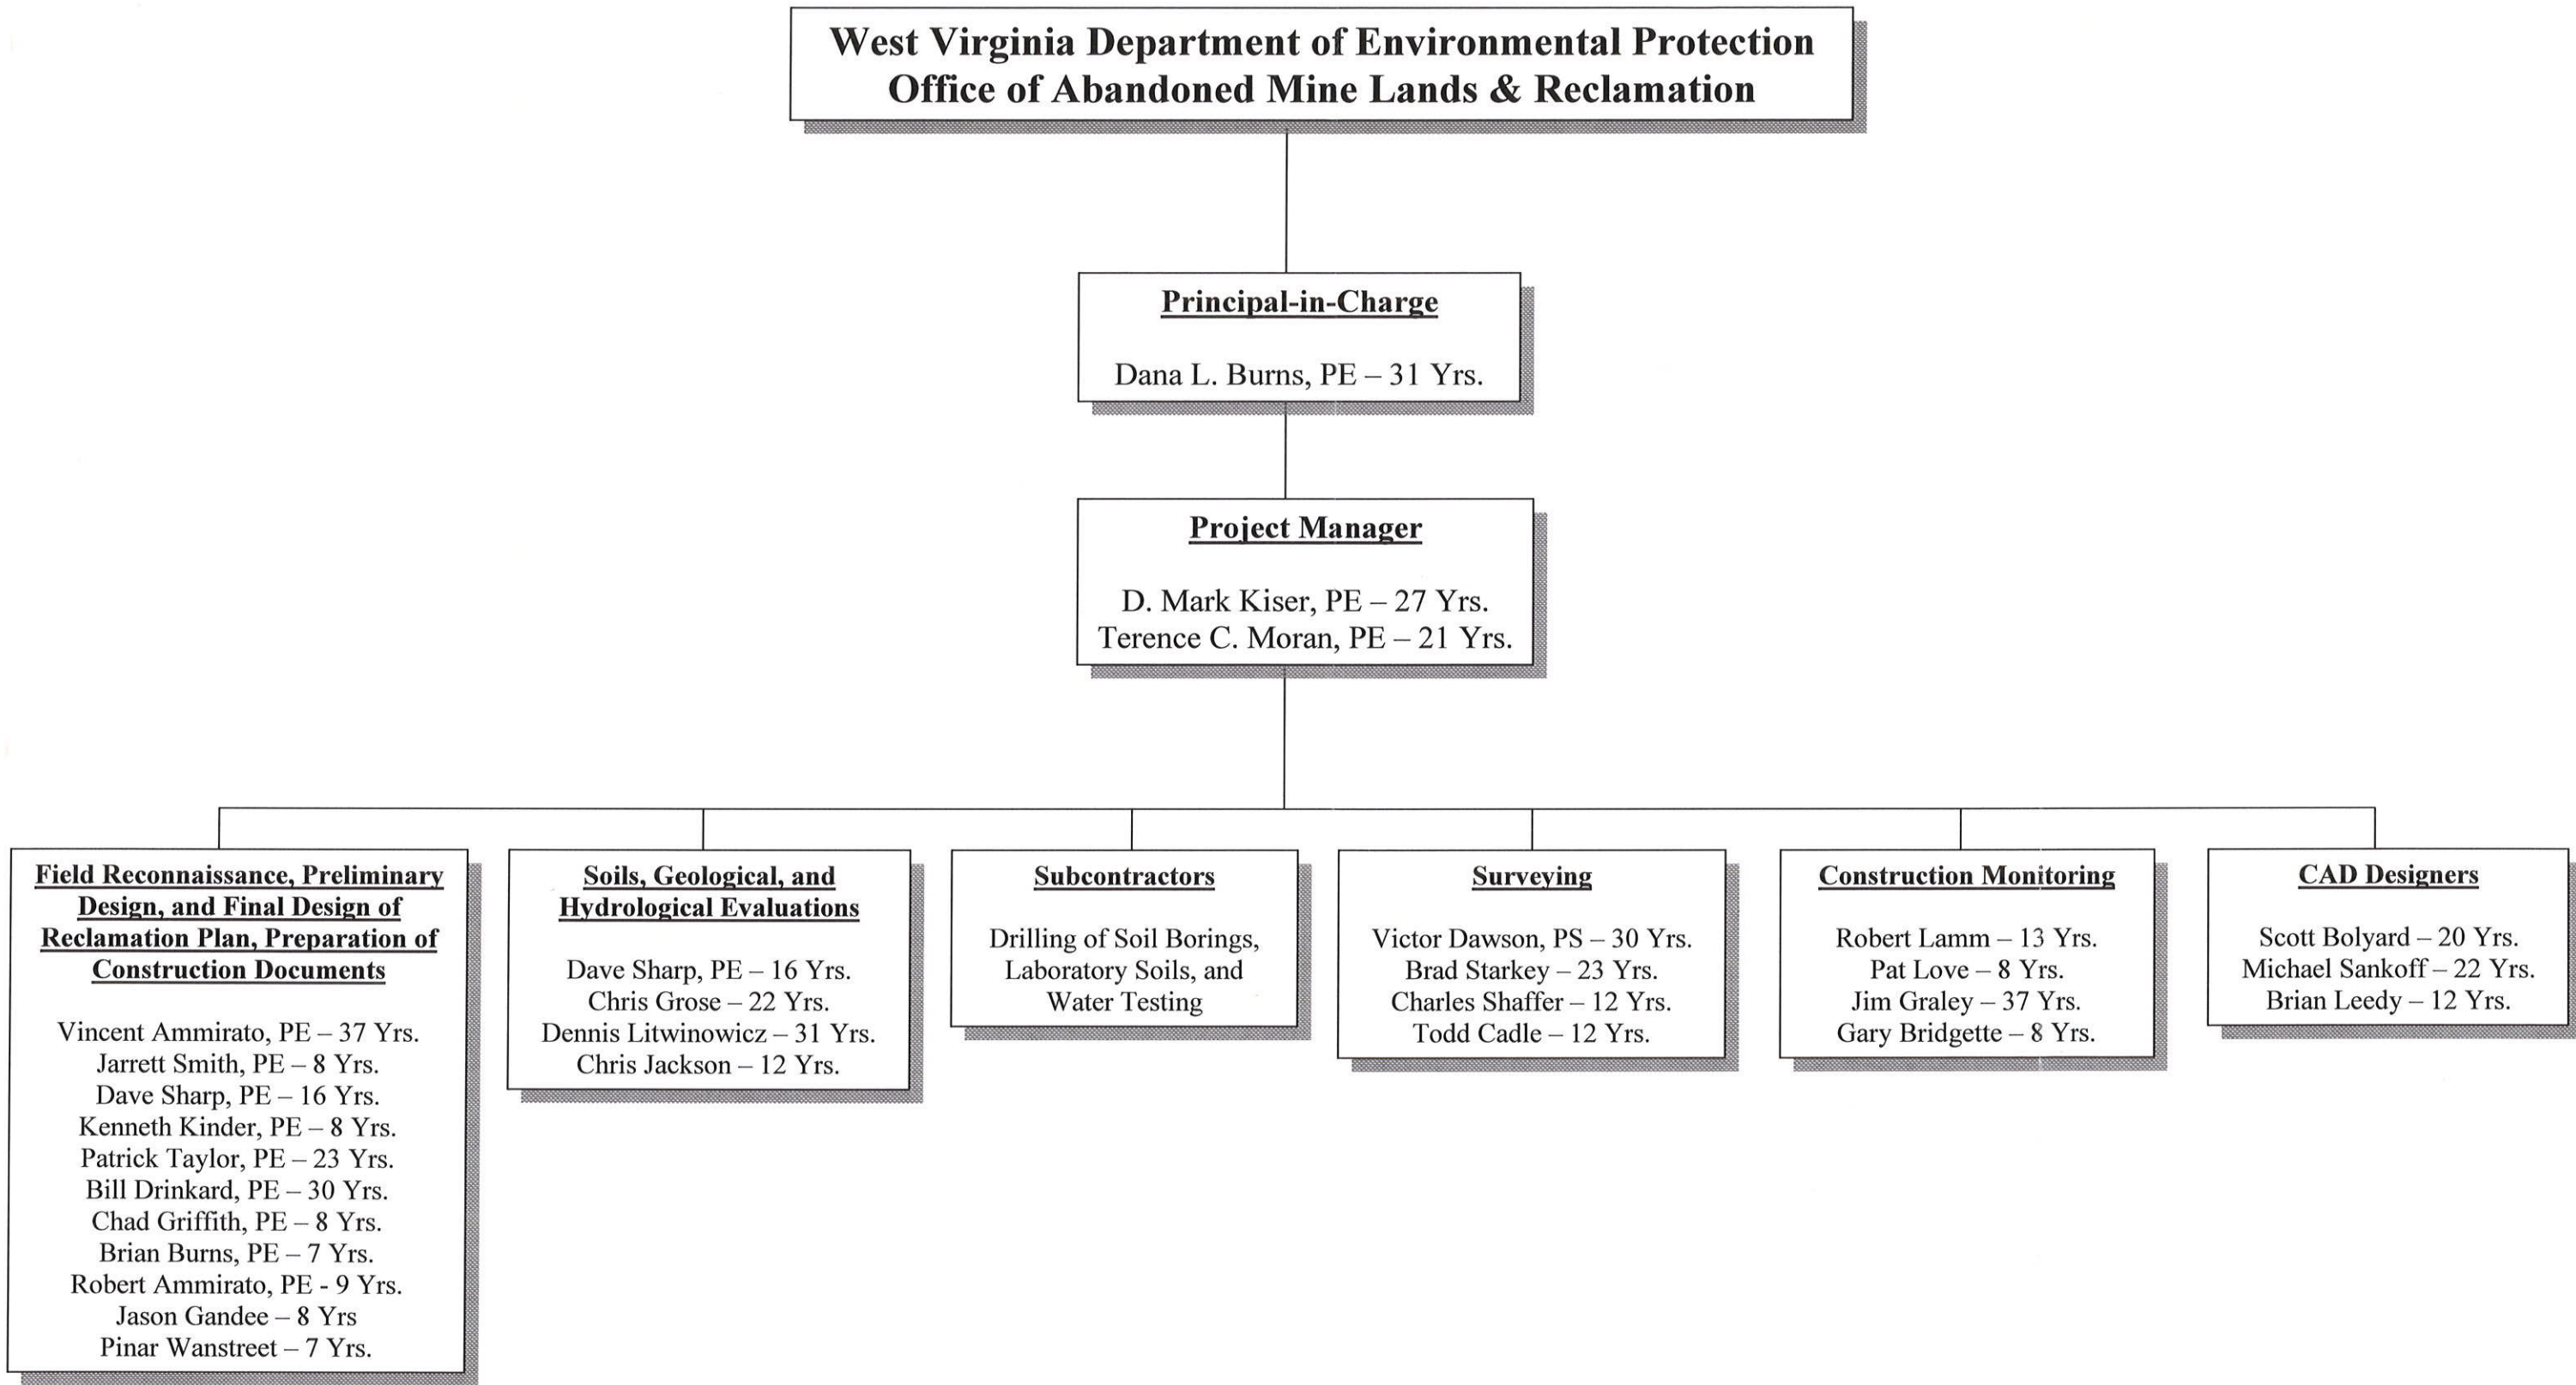 West Virginia Department of Environmental Protection
Office of Abandoned Mine Lands & Reclamation
Principal-in-Charge
Dana L. Burns, PE – 31 Yrs.
Project Manager
D. Mark Kiser, PE – 27 Yrs.
Terence C. Moran, PE – 21 Yrs.
Field Reconnaissance, Preliminary
Design, and Final Design of
Reclamation Plan, Preparation of
Construction Documents
Vincent Ammirato, PE – 37 Yrs.
Jarrett Smith, PE – 8 Yrs.
Dave Sharp, PE – 16 Yrs.
Kenneth Kinder, PE – 8 Yrs.
Patrick Taylor, PE – 23 Yrs.
Bill Drinkard, PE – 30 Yrs.
Chad Griffith, PE – 8 Yrs.
Brian Burns, PE – 7 Yrs.
Robert Ammirato, PE - 9 Yrs.
Jason Gandee – 8 Yrs
Pinar Wanstreet – 7 Yrs.
Soils, Geological, and
Hydrological Evaluations
Dave Sharp, PE – 16 Yrs.
Chris Grose – 22 Yrs.
Dennis Litwinowicz – 31 Yrs.
Chris Jackson – 12 Yrs.
Subcontractors
Drilling of Soil Borings,
Laboratory Soils, and
Water Testing
Surveying
Victor Dawson, PS – 30 Yrs.
Brad Starkey – 23 Yrs.
Charles Shaffer – 12 Yrs.
Todd Cadle – 12 Yrs.
Construction Monitoring
Robert Lamm – 13 Yrs.
Pat Love – 8 Yrs.
Jim Graley – 37 Yrs.
Gary Bridgette – 8 Yrs.
CAD Designers
Scott Bolyard – 20 Yrs.
Michael Sankoff – 22 Yrs.
Brian Leedy – 12 Yrs.